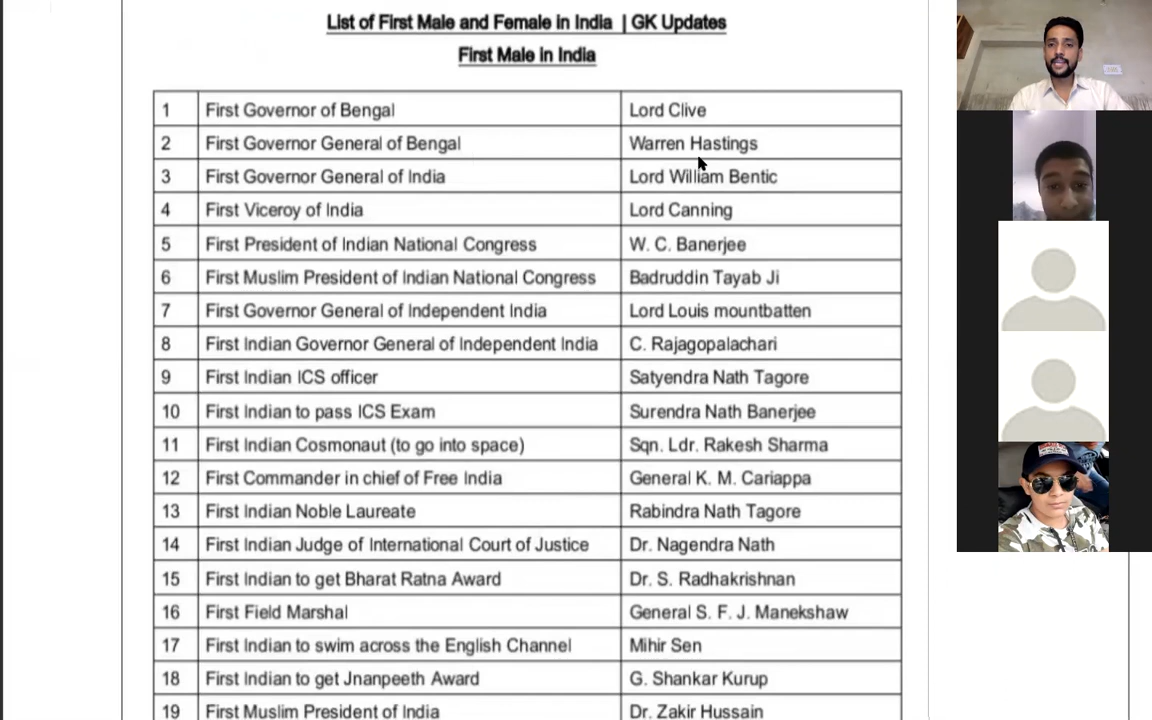 List of First Male and Female in India | GK Updates
First Male in India
1 First Governor of Bengal Lord Clive
2 First Governor General of Bengal Warren Hastings
3 First Governor General of India Lord William Bentic
4 First Viceroy of India Lord Canning
5 First President of Indian National Congress W. C. Banerjee
6 First Muslim President of Indian National Congress Badruddin Tayab Ji
7 First Governor General of Independent India Lord Louis mountbatten
8 First Indian Governor General of Independent India C. Rajagopalachari
9 First Indian ICS officer Satyendra Nath Tagore
10 First Indian to pass ICS Exam Surendra Nath Banerjee
11 First Indian Cosmonaut (to go into space) Sqn. Ldr. Rakesh Sharma
12 First Commander in chief of Free India General K. M. Cariappa
13 First Indian Noble Laureate Rabindra Nath Tagore
14 First Indian Judge of International Court of Justice Dr. Nagendra Nath
15 First Indian to get Bharat Ratna Award Dr. S. Radhakrishnan
16 First Field Marshal General S. F. J. Manekshaw
17 First Indian to swim across the English Channel Mihir Sen
18 First Indian to get Jnanpeeth Award G. Shankar Kurup
19 First Muslim President of India Dr. Zakir Hussain